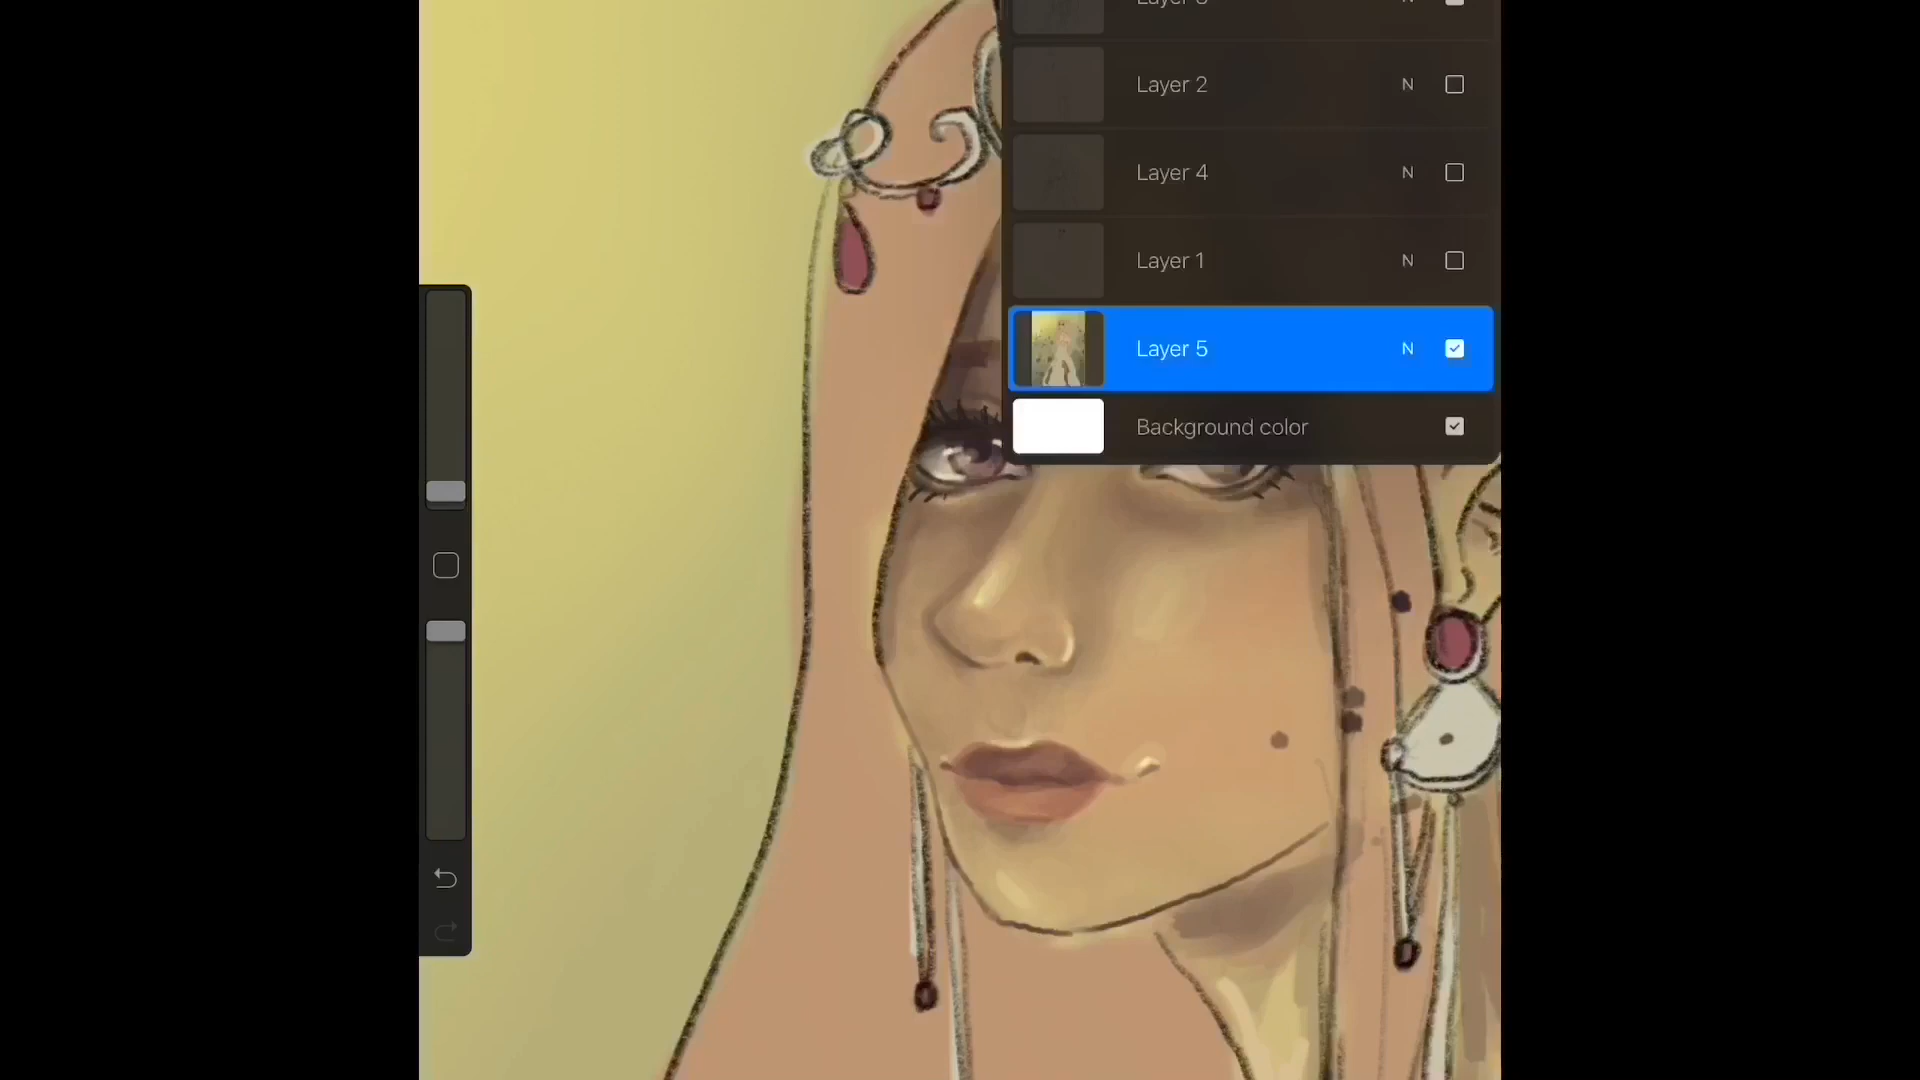 Layer 2 N
Layer 4 N
Layer 1 N
Layer 5 N
Background color